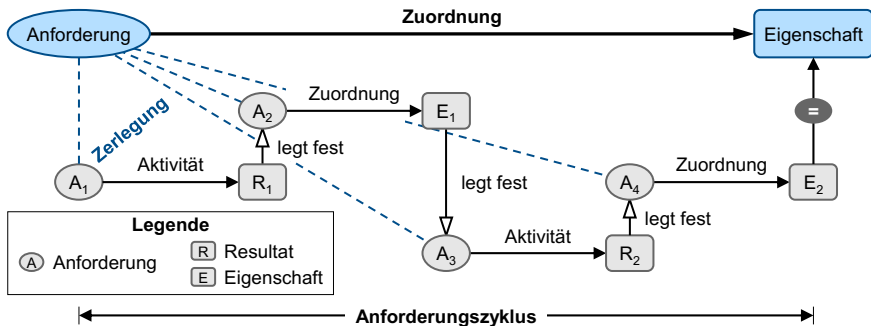 Zuordnung
Anforderung
Eigenschaft
Zerlegung
A2
Zuordnung
E1
=
A1
Aktivität
R1
legt fest
legt fest
A4
Zuordnung
E2
legt fest
A3
Aktivität
R2
Legende
A Anforderung
R Resultat
E Eigenschaft
Anforderungszyklus